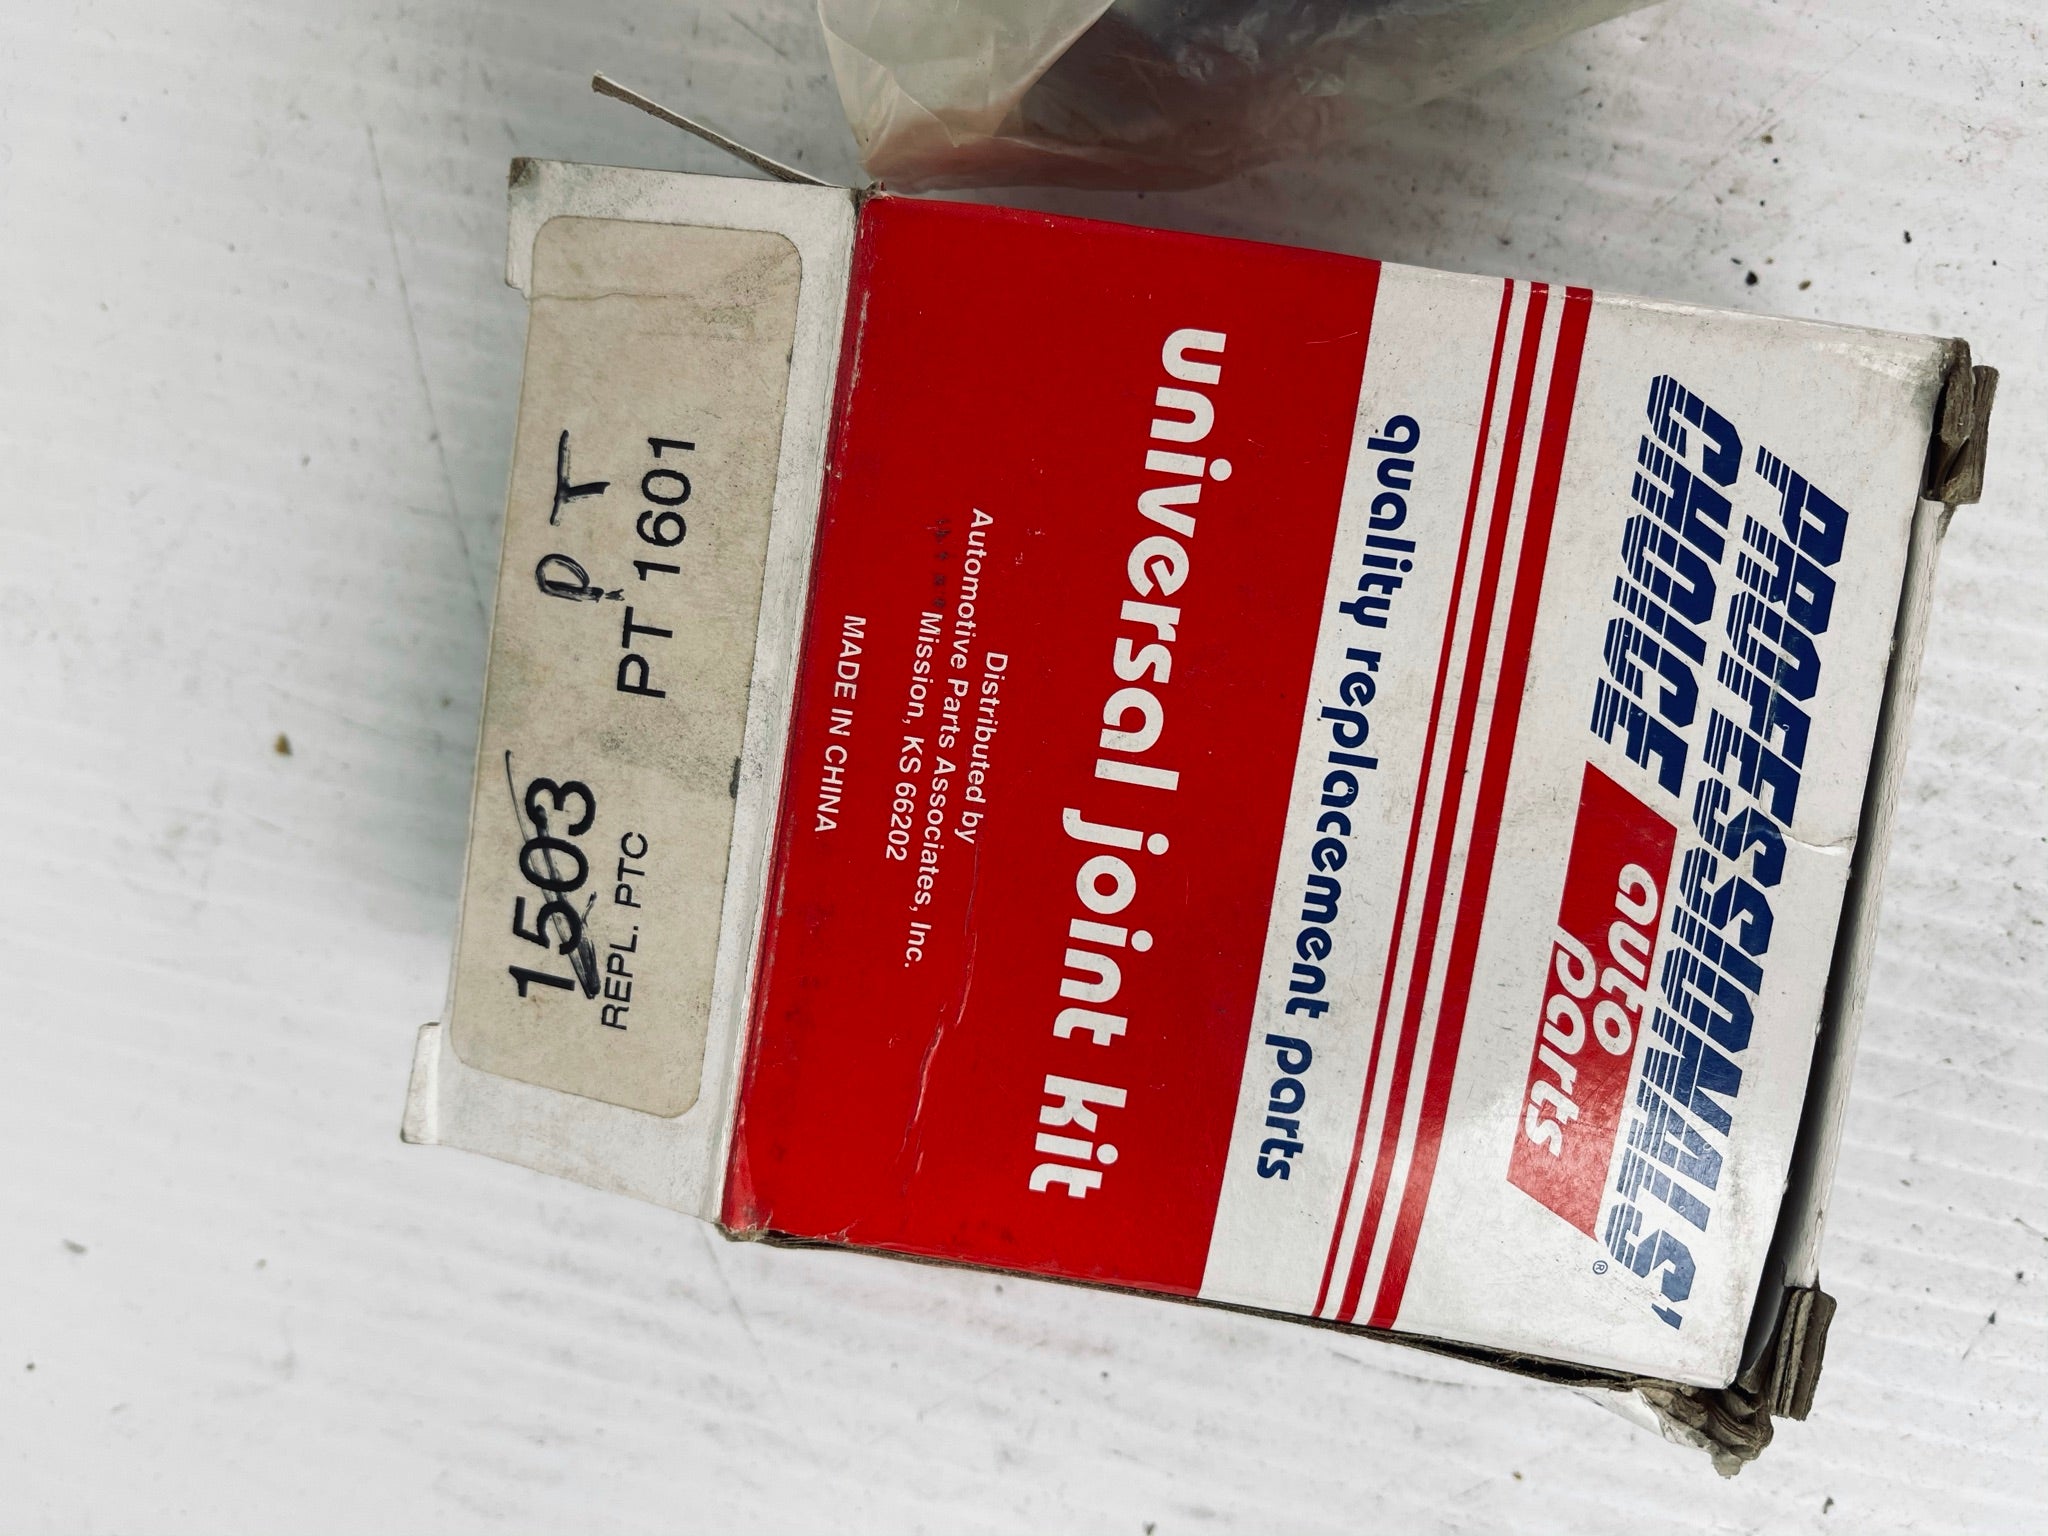 PROFESSIONALS'
CHOICE
auto
parts
®
quality replacement parts
universal joint kit
Distributed by
Automotive Parts Associates, Inc.
Mission, KS 66202
MADE IN CHINA
1503 PT
REPL. PTC PT 1601